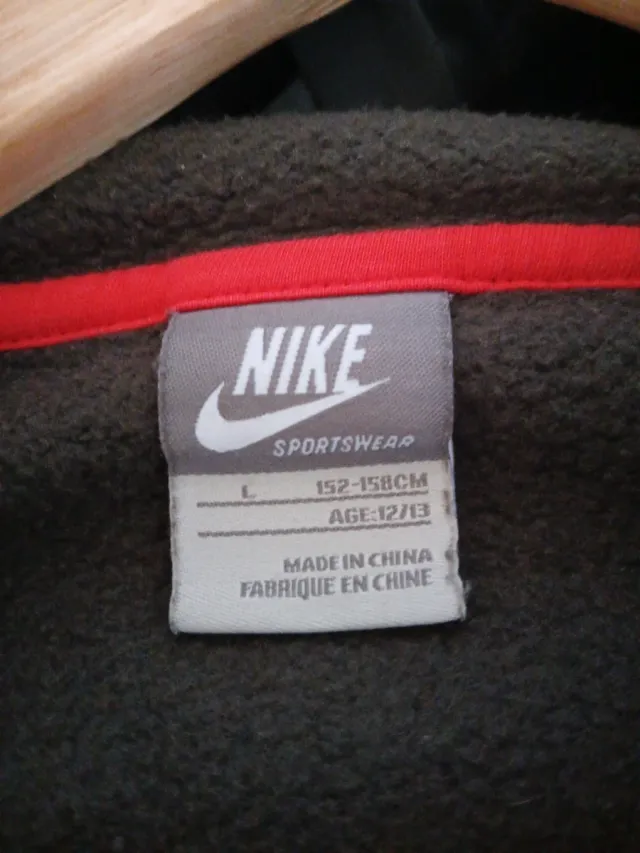 NIKE
SPORTSWEAR
L 152-158CM
AGE:12/13
MADE IN CHINA
FABRIQUE EN CHINE